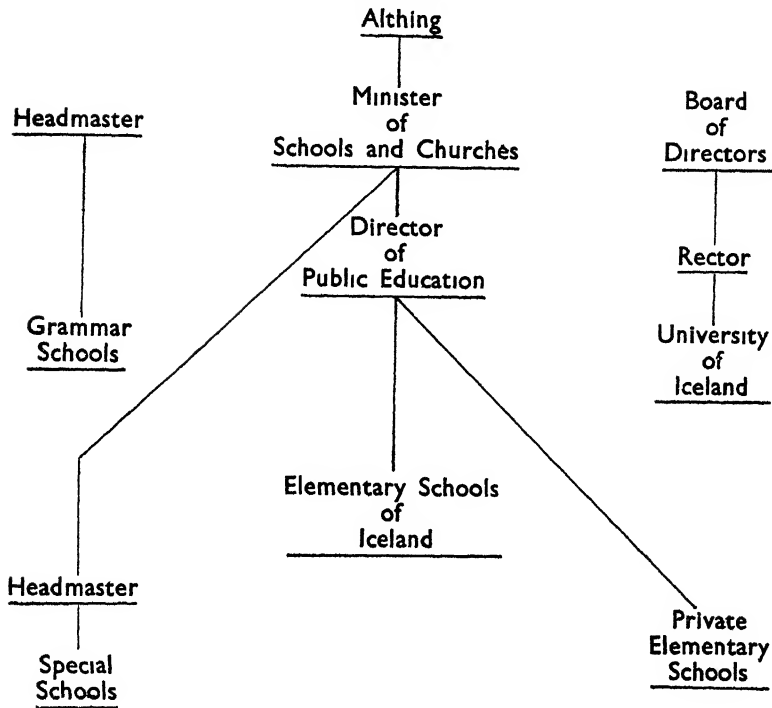 Althing
Minister
of
Schools and Churches
Headmaster
Board
of
Directors
Director
of
Public Education
Rector
Grammar
Schools
University
of
Iceland
Elementary Schools
of
Iceland
Headmaster
Private
Elementary
Schools
Special
Schools